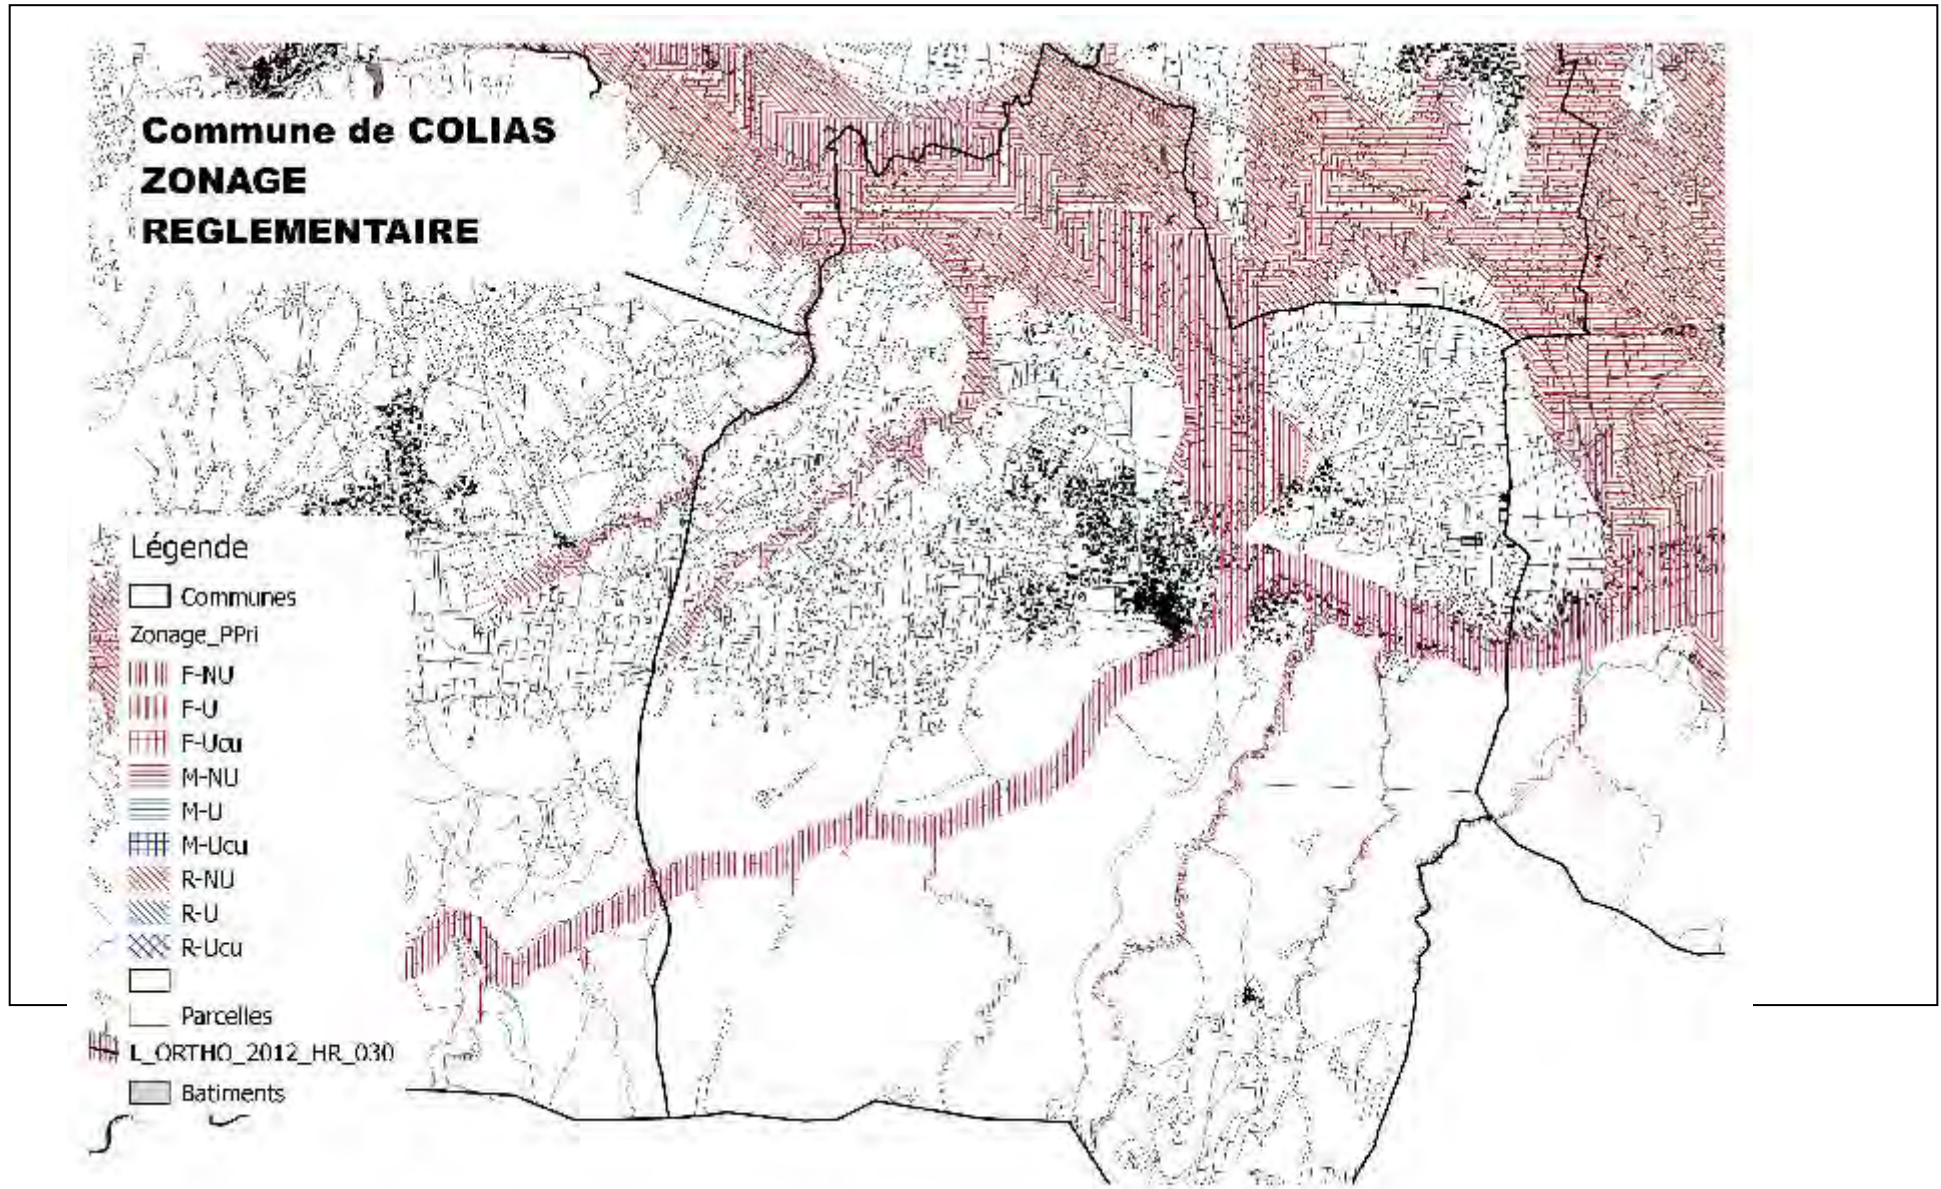 Commune de COLIAS
ZONAGE
REGLEMENTAIRE
Légende
Communes
Zonage_PPri
F-NU
F-U
F-Ucu
M-NU
M-U
M-Ucu
R-NU
R-U
R-Ucu
Parcelles
L_ORTHO_2012_HR_030
Batiments